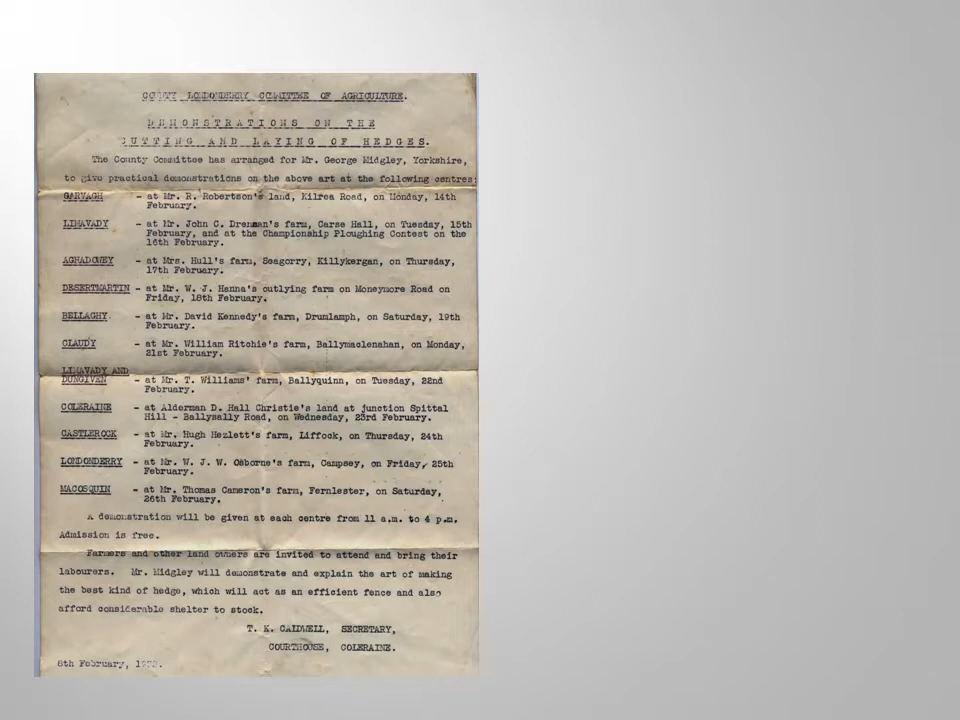 COUNTY LONDONDERRY COMMITTEE OF AGRICULTURE.
DEMONSTRATIONS ON THE
CUTTING AND LAYING OF HEDGES.
The County Committee has arranged for Mr. George Midgley, Yorkshire,
to give practical demonstrations on the above art at the following centres:
GARVAGH - at Mr. R. Robertson's land, Kilrea Road, on Monday, 14th
February.
LIMAVADY - at Mr. John C. Drennan's farm, Carse Hall, on Tuesday, 15th
February, and at the Championship Ploughing Contest on the
16th February.
AGHADOWEY - at Mrs. Hull's farm, Seagorry, Killykergan, on Thursday,
17th February.
DESERTMARTIN - at Mr. W. J. Hanna's outlying farm on Moneymore Road on
Friday, 18th February.
BELLAGHY. - at Mr. David Kennedy's farm, Drumlamph, on Saturday, 19th
February.
CLAUDY - at Mr. William Ritchie's farm, Ballymaclenahan, on Monday,
21st February.
LIMAVADY AND
DUNGIVEN - at Mr. T. Williams' farm, Ballyquinn, on Tuesday, 22nd
February.
COLERAINE - at Alderman D. Hall Christie's land at junction Spittal
Hill - Ballysally Road, on Wednesday, 23rd February.
CASTLEROCK - at Mr. Hugh Hezlett's farm, Liffock, on Thursday, 24th
February.
LONDONDERRY - at Mr. W. J. W. Osborne's farm, Campsey, on Friday, 25th
February.
MACOSQUIN - at Mr. Thomas Cameron's farm, Fernlester, on Saturday,
26th February.
A demonstration will be given at each centre from 11 a.m. to 4 p.m.
Admission is free.
Farmers and other land owners are invited to attend and bring their
labourers. Mr. Midgley will demonstrate and explain the art of making
the best kind of hedge, which will act as an efficient fence and also
afford considerable shelter to stock.
T. K. CALDWELL, SECRETARY,
COURTHOUSE, COLERAINE.
8th February,